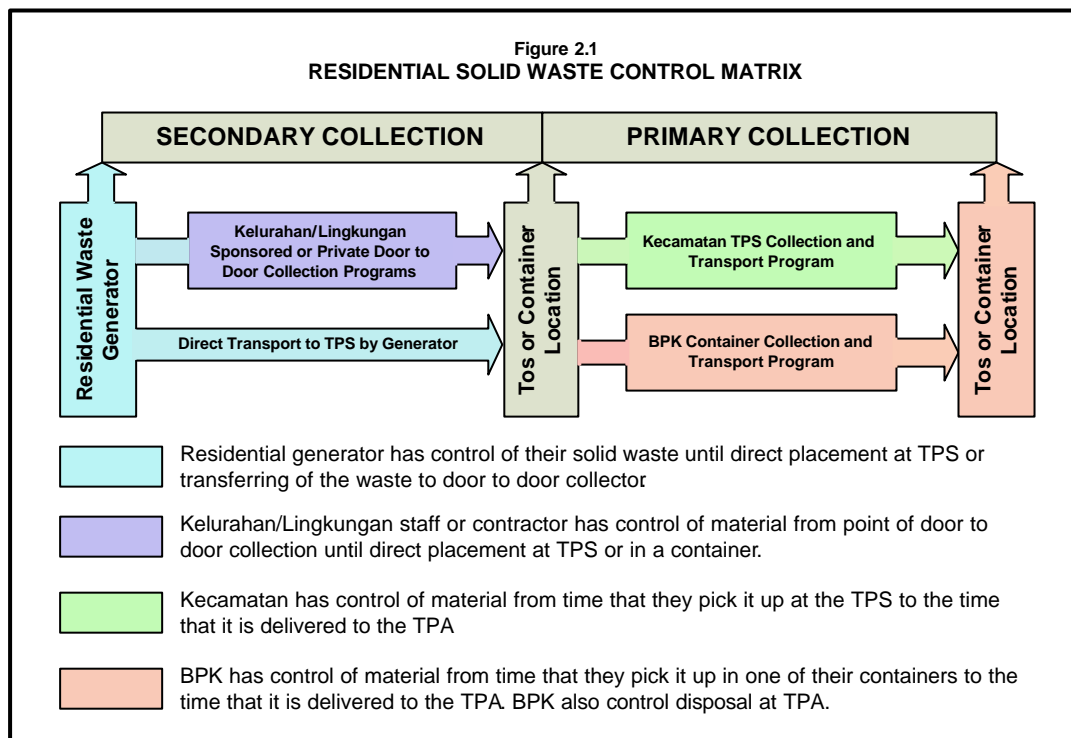 Figure 2.1
RESIDENTIAL SOLID WASTE CONTROL MATRIX
SECONDARY COLLECTION
PRIMARY COLLECTION
Residential Waste
Generator
Kelurahan/Lingkungan
Sponsored or Private Door to
Door Collection Programs
Direct Transport to TPS by Generator
Tos or Container
Location
Kecamatan TPS Collection and
Transport Program
BPK Container Collection and
Transport Program
Tos or Container
Location
Residential generator has control of their solid waste until direct placement at TPS or
transferring of the waste to door to door collector.
Kelurahan/Lingkungan staff or contractor has control of material from point of door to
door collection until direct placement at TPS or in a container.
Kecamatan has control of material from time that they pick it up at the TPS to the time
that it is delivered to the TPA
BPK has control of material from time that they pick it up in one of their containers to the
time that it is delivered to the TPA. BPK also control disposal at TPA.